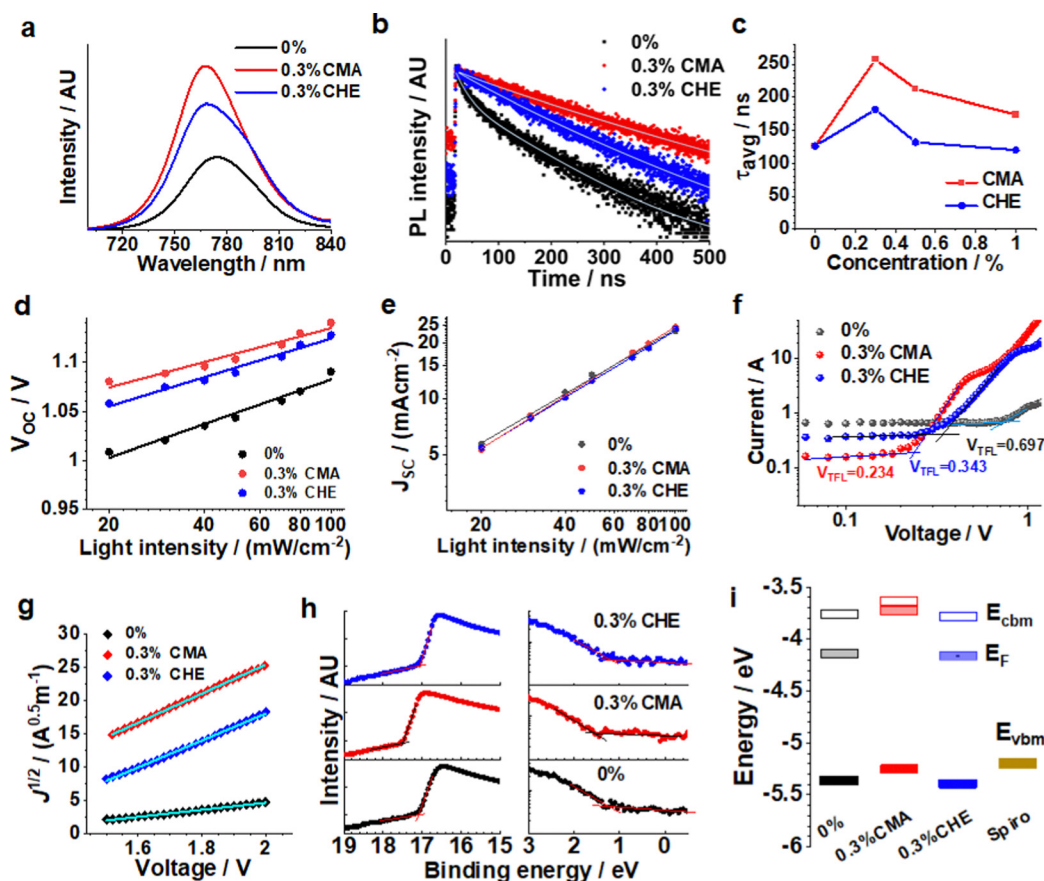 a
0%
0.3%CMA
0.3%CHE
Intensity / AU
720 750 780 810 840
Wavelength / nm
b
0%
0.3%CMA
0.3%CHE
PL intensity / AU
0 100 200 300 400 500
Time / ns
c
τavg / ns
250
200
150
100
50
0
CMA
CHE
0.0 0.2 0.4 0.6 0.8 1.0
Concentration / %
d
VOC / V
1.1
1.05
1
0.95
0%
0.3% CMA
0.3% CHE
20 40 60 80 100
Light intensity / (mW/cm-2)
e
JSC / (mAcm-2)
25
20
15
10
5
0%
0.3% CMA
0.3% CHE
20 40 60 80 100
Light intensity / (mW/cm-2)
f
0%
0.3% CMA
0.3% CHE
Current / A
10
1
0.1
VTFL=0.697
VTFL=0.234
VTFL=0.343
0.1 1
Voltage / V
g
0%
0.3% CMA
0.3% CHE
J1/2 / (A0.5m-1)
30
25
20
15
10
5
0
1.6 1.8 2
Voltage / V
h
0.3% CHE
0.3% CMA
0%
Intensity / AU
19 18 17 16 15 3 2 1 0
Binding energy / eV
i
Energy / eV
-3.5
-4
-4.5
-5
-5.5
-6
Ecbm
EF
Evbm
0%
0.3%CMA
0.3%CHE
Spiro